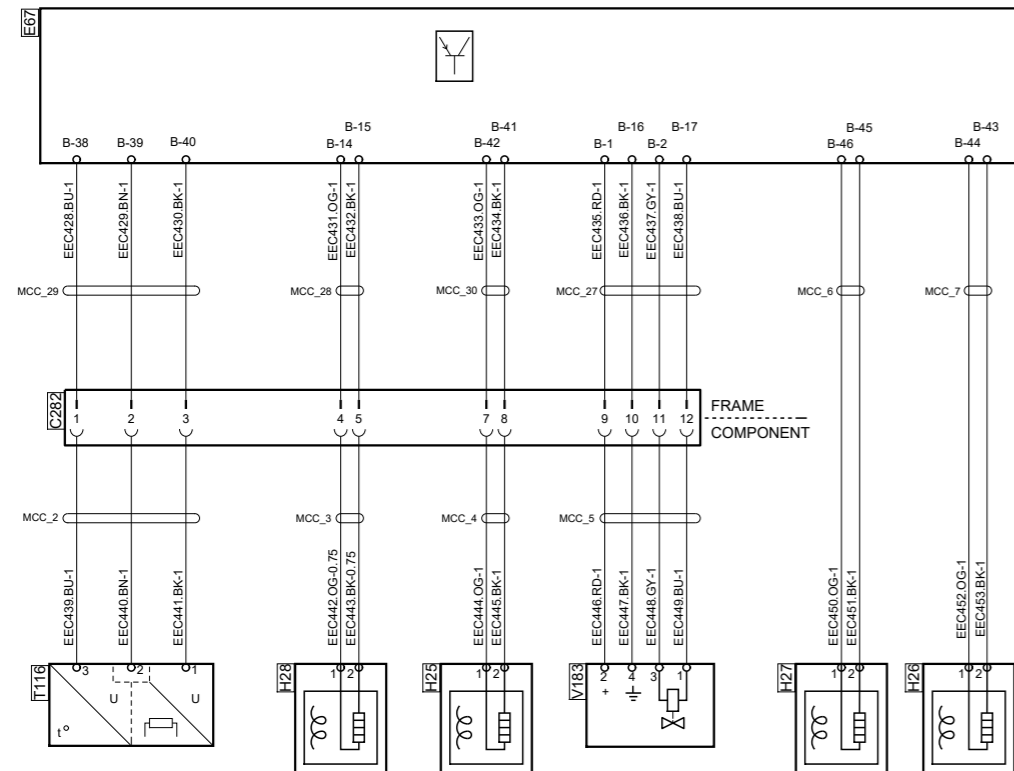 E67
B-15 B-41 B-16 B-17 B-45 B-43
B-38 B-39 B-40 B-14 B-42 B-1 B-2 B-46 B-44
EEC428.BU-1
EEC429.BN-1
EEC430.BK-1
EEC431.OG-1
EEC432.BK-1
EEC433.OG-1
EEC434.BK-1
EEC435.RD-1
EEC436.BK-1
EEC437.GY-1
EEC438.BU-1
MCC_29 MCC_28 MCC_30 MCC_27 MCC_6 MCC_7
C282
1 2 3 4 5 7 8 9 10 11 12
FRAME
COMPONENT
MCC_2 MCC_3 MCC_4 MCC_5
EEC439.BU-1
EEC440.BN-1
EEC441.BK-1
EEC442.OG-0.75
EEC443.BK-0.75
EEC444.OG-1
EEC445.BK-1
EEC446.RD-1
EEC447.BK-1
EEC448.GY-1
EEC449.BU-1
EEC450.OG-1
EEC451.BK-1
EEC452.OG-1
EEC453.BK-1
T116
3 2 1
U U
t°
H28
1 2
H25
1 2
V183
2 4 3 1
+
H27
1 2
H26
1 2